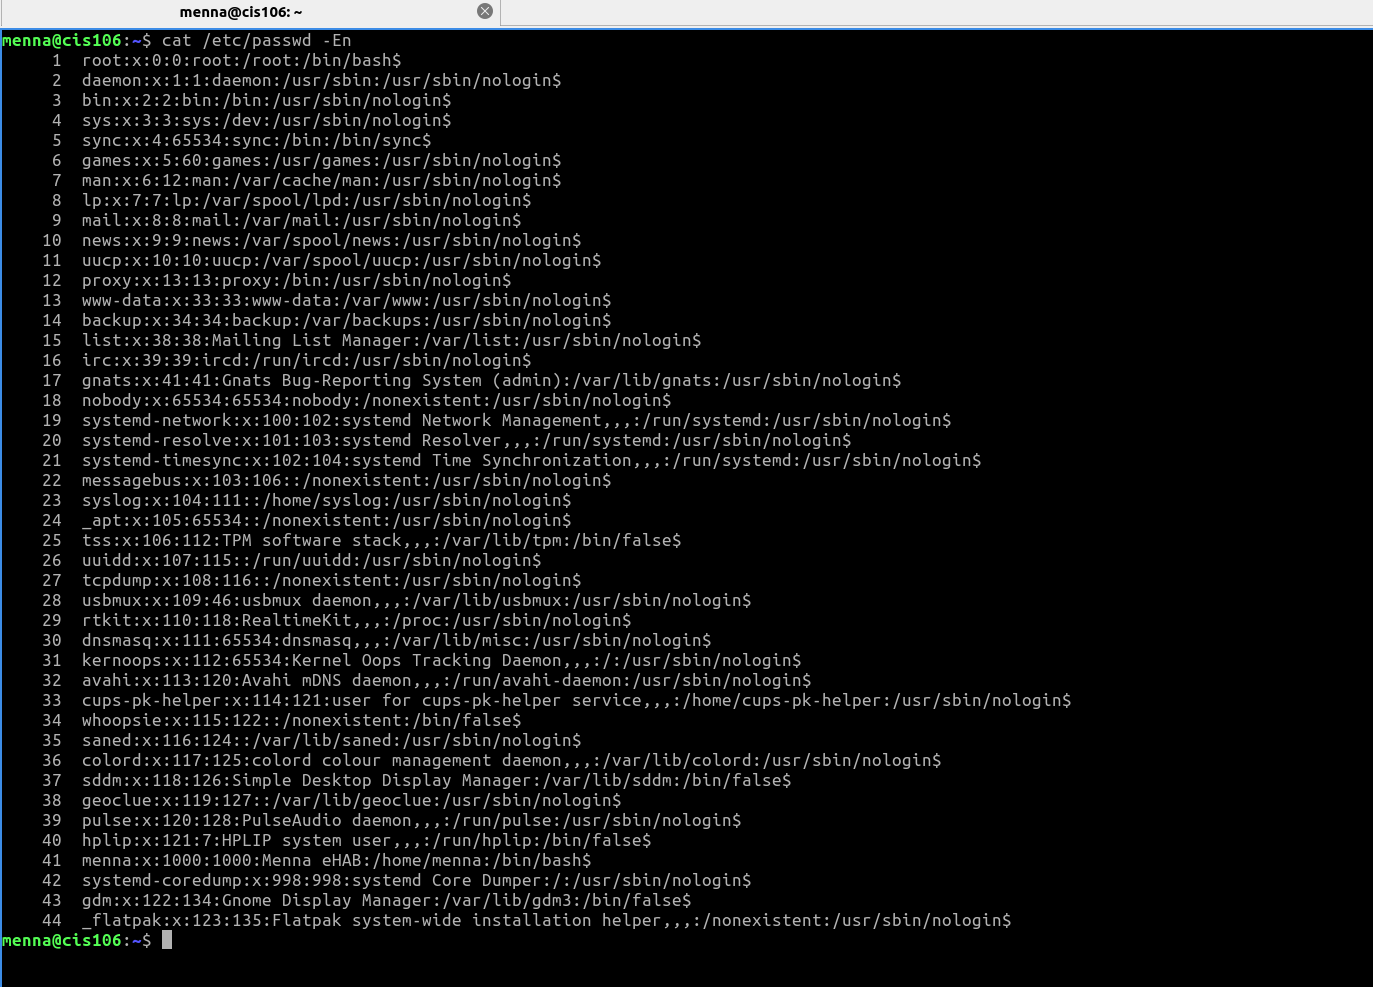 menna@cis106: ~
menna@cis106:~$ cat /etc/passwd -En
1 root:x:0:0:root:/root:/bin/bash$
2 daemon:x:1:1:daemon:/usr/sbin:/usr/sbin/nologin$
3 bin:x:2:2:bin:/bin:/usr/sbin/nologin$
4 sys:x:3:3:sys:/dev:/usr/sbin/nologin$
5 sync:x:4:65534:sync:/bin:/bin/sync$
6 games:x:5:60:games:/usr/games:/usr/sbin/nologin$
7 man:x:6:12:man:/var/cache/man:/usr/sbin/nologin$
8 lp:x:7:7:lp:/var/spool/lpd:/usr/sbin/nologin$
9 mail:x:8:8:mail:/var/mail:/usr/sbin/nologin$
10 news:x:9:9:news:/var/spool/news:/usr/sbin/nologin$
11 uucp:x:10:10:uucp:/var/spool/uucp:/usr/sbin/nologin$
12 proxy:x:13:13:proxy:/bin:/usr/sbin/nologin$
13 www-data:x:33:33:www-data:/var/www:/usr/sbin/nologin$
14 backup:x:34:34:backup:/var/backups:/usr/sbin/nologin$
15 list:x:38:38:Mailing List Manager:/var/list:/usr/sbin/nologin$
16 irc:x:39:39:ircd:/run/ircd:/usr/sbin/nologin$
17 gnats:x:41:41:Gnats Bug-Reporting System (admin):/var/lib/gnats:/usr/sbin/nologin$
18 nobody:x:65534:65534:nobody:/nonexistent:/usr/sbin/nologin$
19 systemd-network:x:100:102:systemd Network Management,,,:/run/systemd:/usr/sbin/nologin$
20 systemd-resolve:x:101:103:systemd Resolver,,,:/run/systemd:/usr/sbin/nologin$
21 systemd-timesync:x:102:104:systemd Time Synchronization,,,:/run/systemd:/usr/sbin/nologin$
22 messagebus:x:103:106::/nonexistent:/usr/sbin/nologin$
23 syslog:x:104:111::/home/syslog:/usr/sbin/nologin$
24 _apt:x:105:65534::/nonexistent:/usr/sbin/nologin$
25 tss:x:106:112:TPM software stack,,,:/var/lib/tpm:/bin/false$
26 uuidd:x:107:115::/run/uuidd:/usr/sbin/nologin$
27 tcpdump:x:108:116::/nonexistent:/usr/sbin/nologin$
28 usbmux:x:109:46:usbmux daemon,,,:/var/lib/usbmux:/usr/sbin/nologin$
29 rtkit:x:110:118:RealtimeKit,,,:/proc:/usr/sbin/nologin$
30 dnsmasq:x:111:65534:dnsmasq,,,:/var/lib/misc:/usr/sbin/nologin$
31 kernoops:x:112:65534:Kernel Oops Tracking Daemon,,,:/:/usr/sbin/nologin$
32 avahi:x:113:120:Avahi mDNS daemon,,,:/run/avahi-daemon:/usr/sbin/nologin$
33 cups-pk-helper:x:114:121:user for cups-pk-helper service,,,:/home/cups-pk-helper:/usr/sbin/nologin$
34 whoopsie:x:115:122::/nonexistent:/bin/false$
35 saned:x:116:124::/var/lib/saned:/usr/sbin/nologin$
36 colord:x:117:125:colord colour management daemon,,,:/var/lib/colord:/usr/sbin/nologin$
37 sddm:x:118:126:Simple Desktop Display Manager:/var/lib/sddm:/bin/false$
38 geoclue:x:119:127::/var/lib/geoclue:/usr/sbin/nologin$
39 pulse:x:120:128:PulseAudio daemon,,,:/run/pulse:/usr/sbin/nologin$
40 hplip:x:121:7:HPLIP system user,,,:/run/hplip:/bin/false$
41 menna:x:1000:1000:Menna eHAB:/home/menna:/bin/bash$
42 systemd-coredump:x:998:998:systemd Core Dumper:/:/usr/sbin/nologin$
43 gdm:x:122:134:Gnome Display Manager:/var/lib/gdm3:/bin/false$
44 _flatpak:x:123:135:Flatpak system-wide installation helper,,,:/nonexistent:/usr/sbin/nologin$
menna@cis106:~$